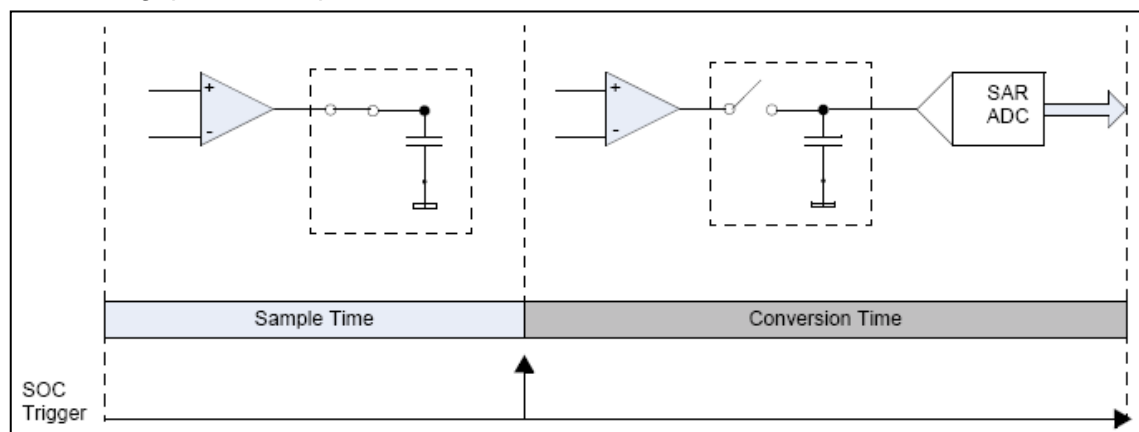 +
-
+
-
SAR
ADC
Sample Time
Conversion Time
SOC
Trigger